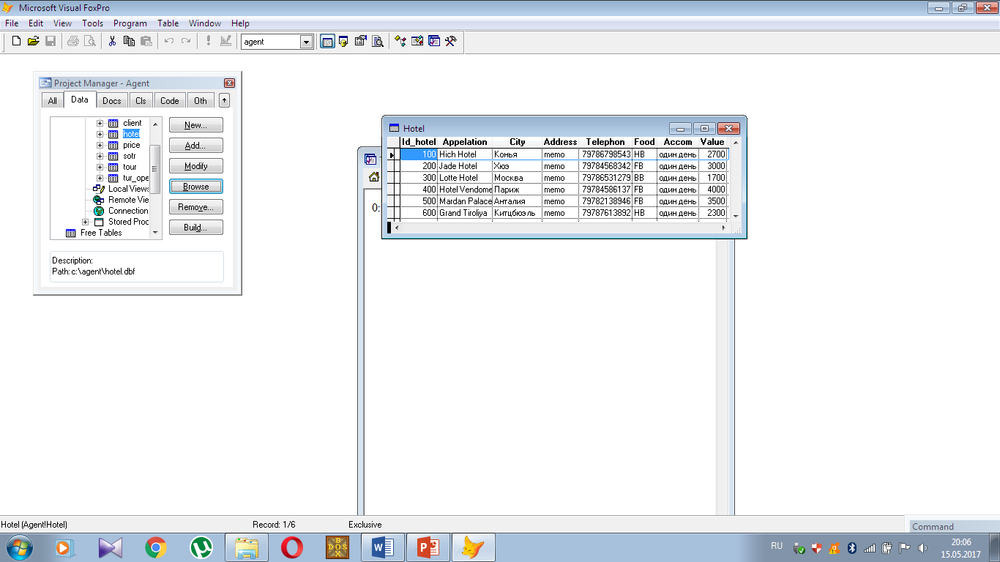 Microsoft Visual FoxPro
File Edit View Tools Program Table Window Help
agent
Project Manager - Agent
All Data Docs Cls Code Oth
client
hotel
price
sotr
tour
tur_ope
Local Views
Remote Vie
Connection
Stored Proc
Free Tables
New...
Add...
Modify
Browse
Remove...
Build...
Description:
Path: c:\agent\hotel.dbf
Hotel
Id_hotel Appelation City Address Telephon Food Accom Value
100 Hich Hotel Конья memo 79786798543 HB один день 2700
200 Jade Hotel Хюэ memo 79784568342 FB один день 3000
300 Lotte Hotel Москва memo 79786531279 BB один день 1700
400 Hotel Vendome Париж memo 79784586137 FB один день 4000
500 Mardan Palace Анталия memo 79782138946 FB один день 3500
600 Grand Tiroliya Китцбюэль memo 79787613892 HB один день 2300
0:
Hotel (Agent!Hotel) Record: 1/6 Exclusive
Command
DOS
BOX
RU
20:06
15.05.2017